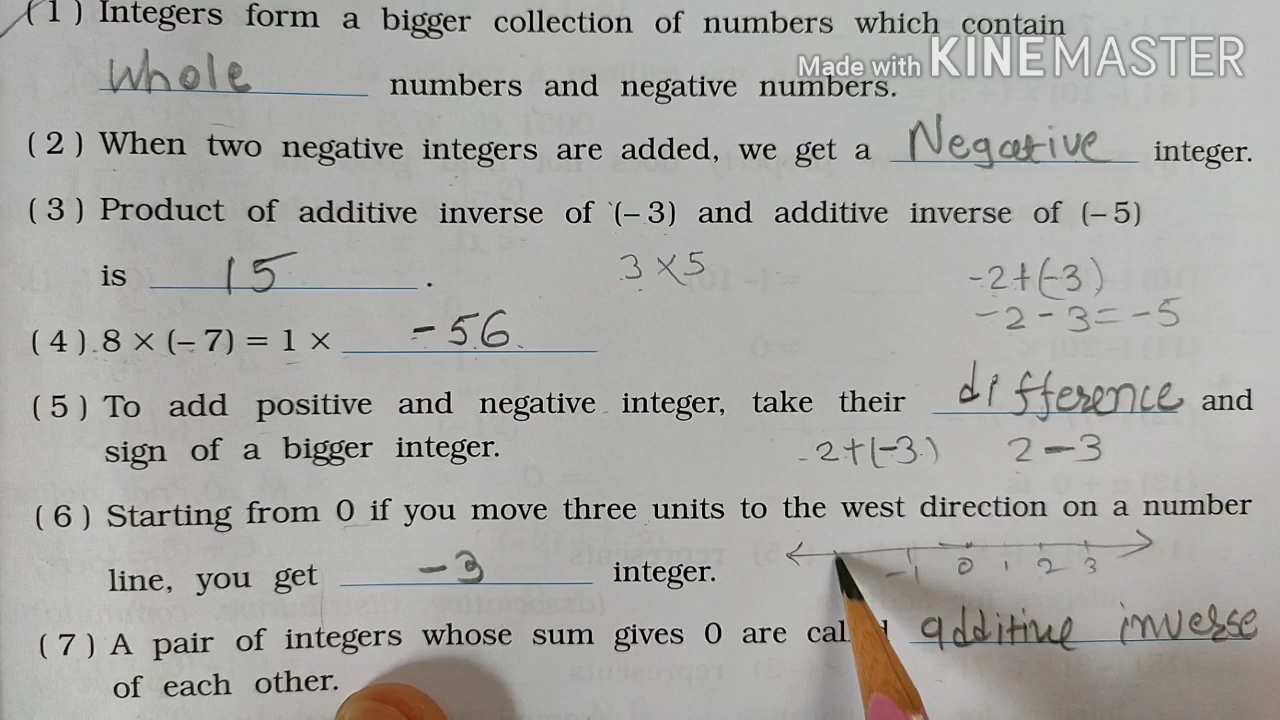 (1) Integers form a bigger collection of numbers which contain
Made with KINEMASTER
whole numbers and negative numbers.
(2) When two negative integers are added, we get a Negative integer.
(3) Product of additive inverse of (–3) and additive inverse of (–5)
is 15 .
3 × 5
-2+(-3)
-2 - 3 = -5
(4) 8 × (–7) = 1 × -56
(5) To add positive and negative integer, take their difference and
sign of a bigger integer.
2+(-3) 2-3
(6) Starting from 0 if you move three units to the west direction on a number
line, you get -3 integer.
-1 0 1 2 3
(7) A pair of integers whose sum gives 0 are called additive inverse
of each other.